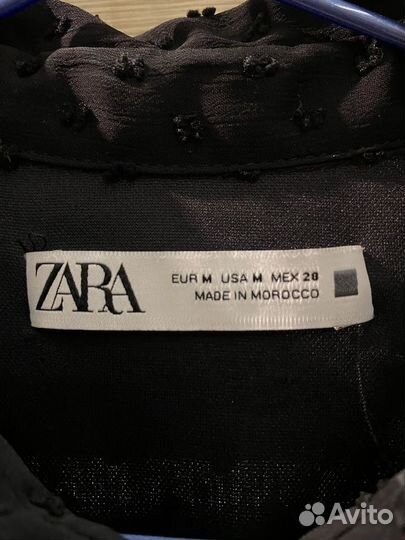 ZARA
EUR M USA M MEX 28
MADE IN MOROCCO
Avito